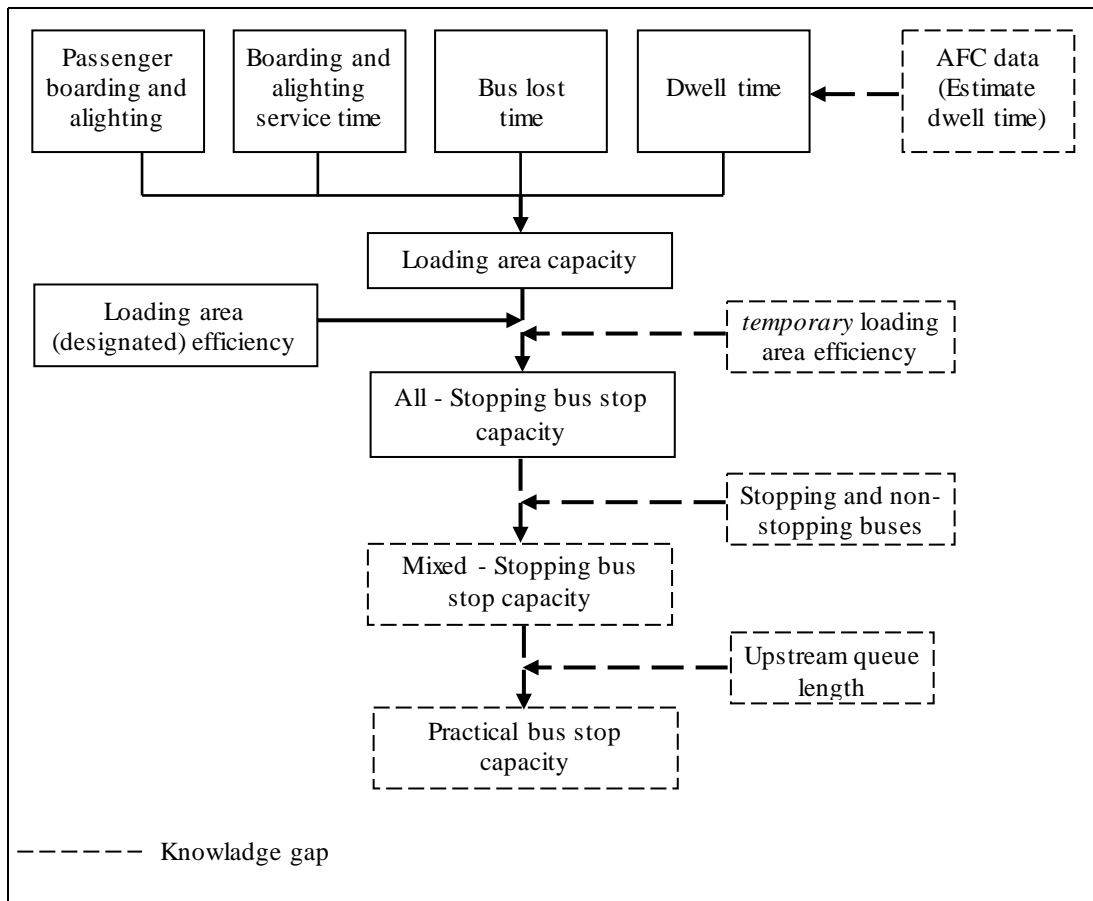 Passenger
boarding and
alighting
Boarding and
alighting
service time
Bus lost
time
Dwell time
AFC data
(Estimate
dwell time)
Loading area capacity
Loading area
(designated) efficiency
temporary loading
area efficiency
All - Stopping bus stop
capacity
Stopping and non-
stopping buses
Mixed - Stopping bus
stop capacity
Upstream queue
length
Practical bus stop
capacity
Knowladge gap